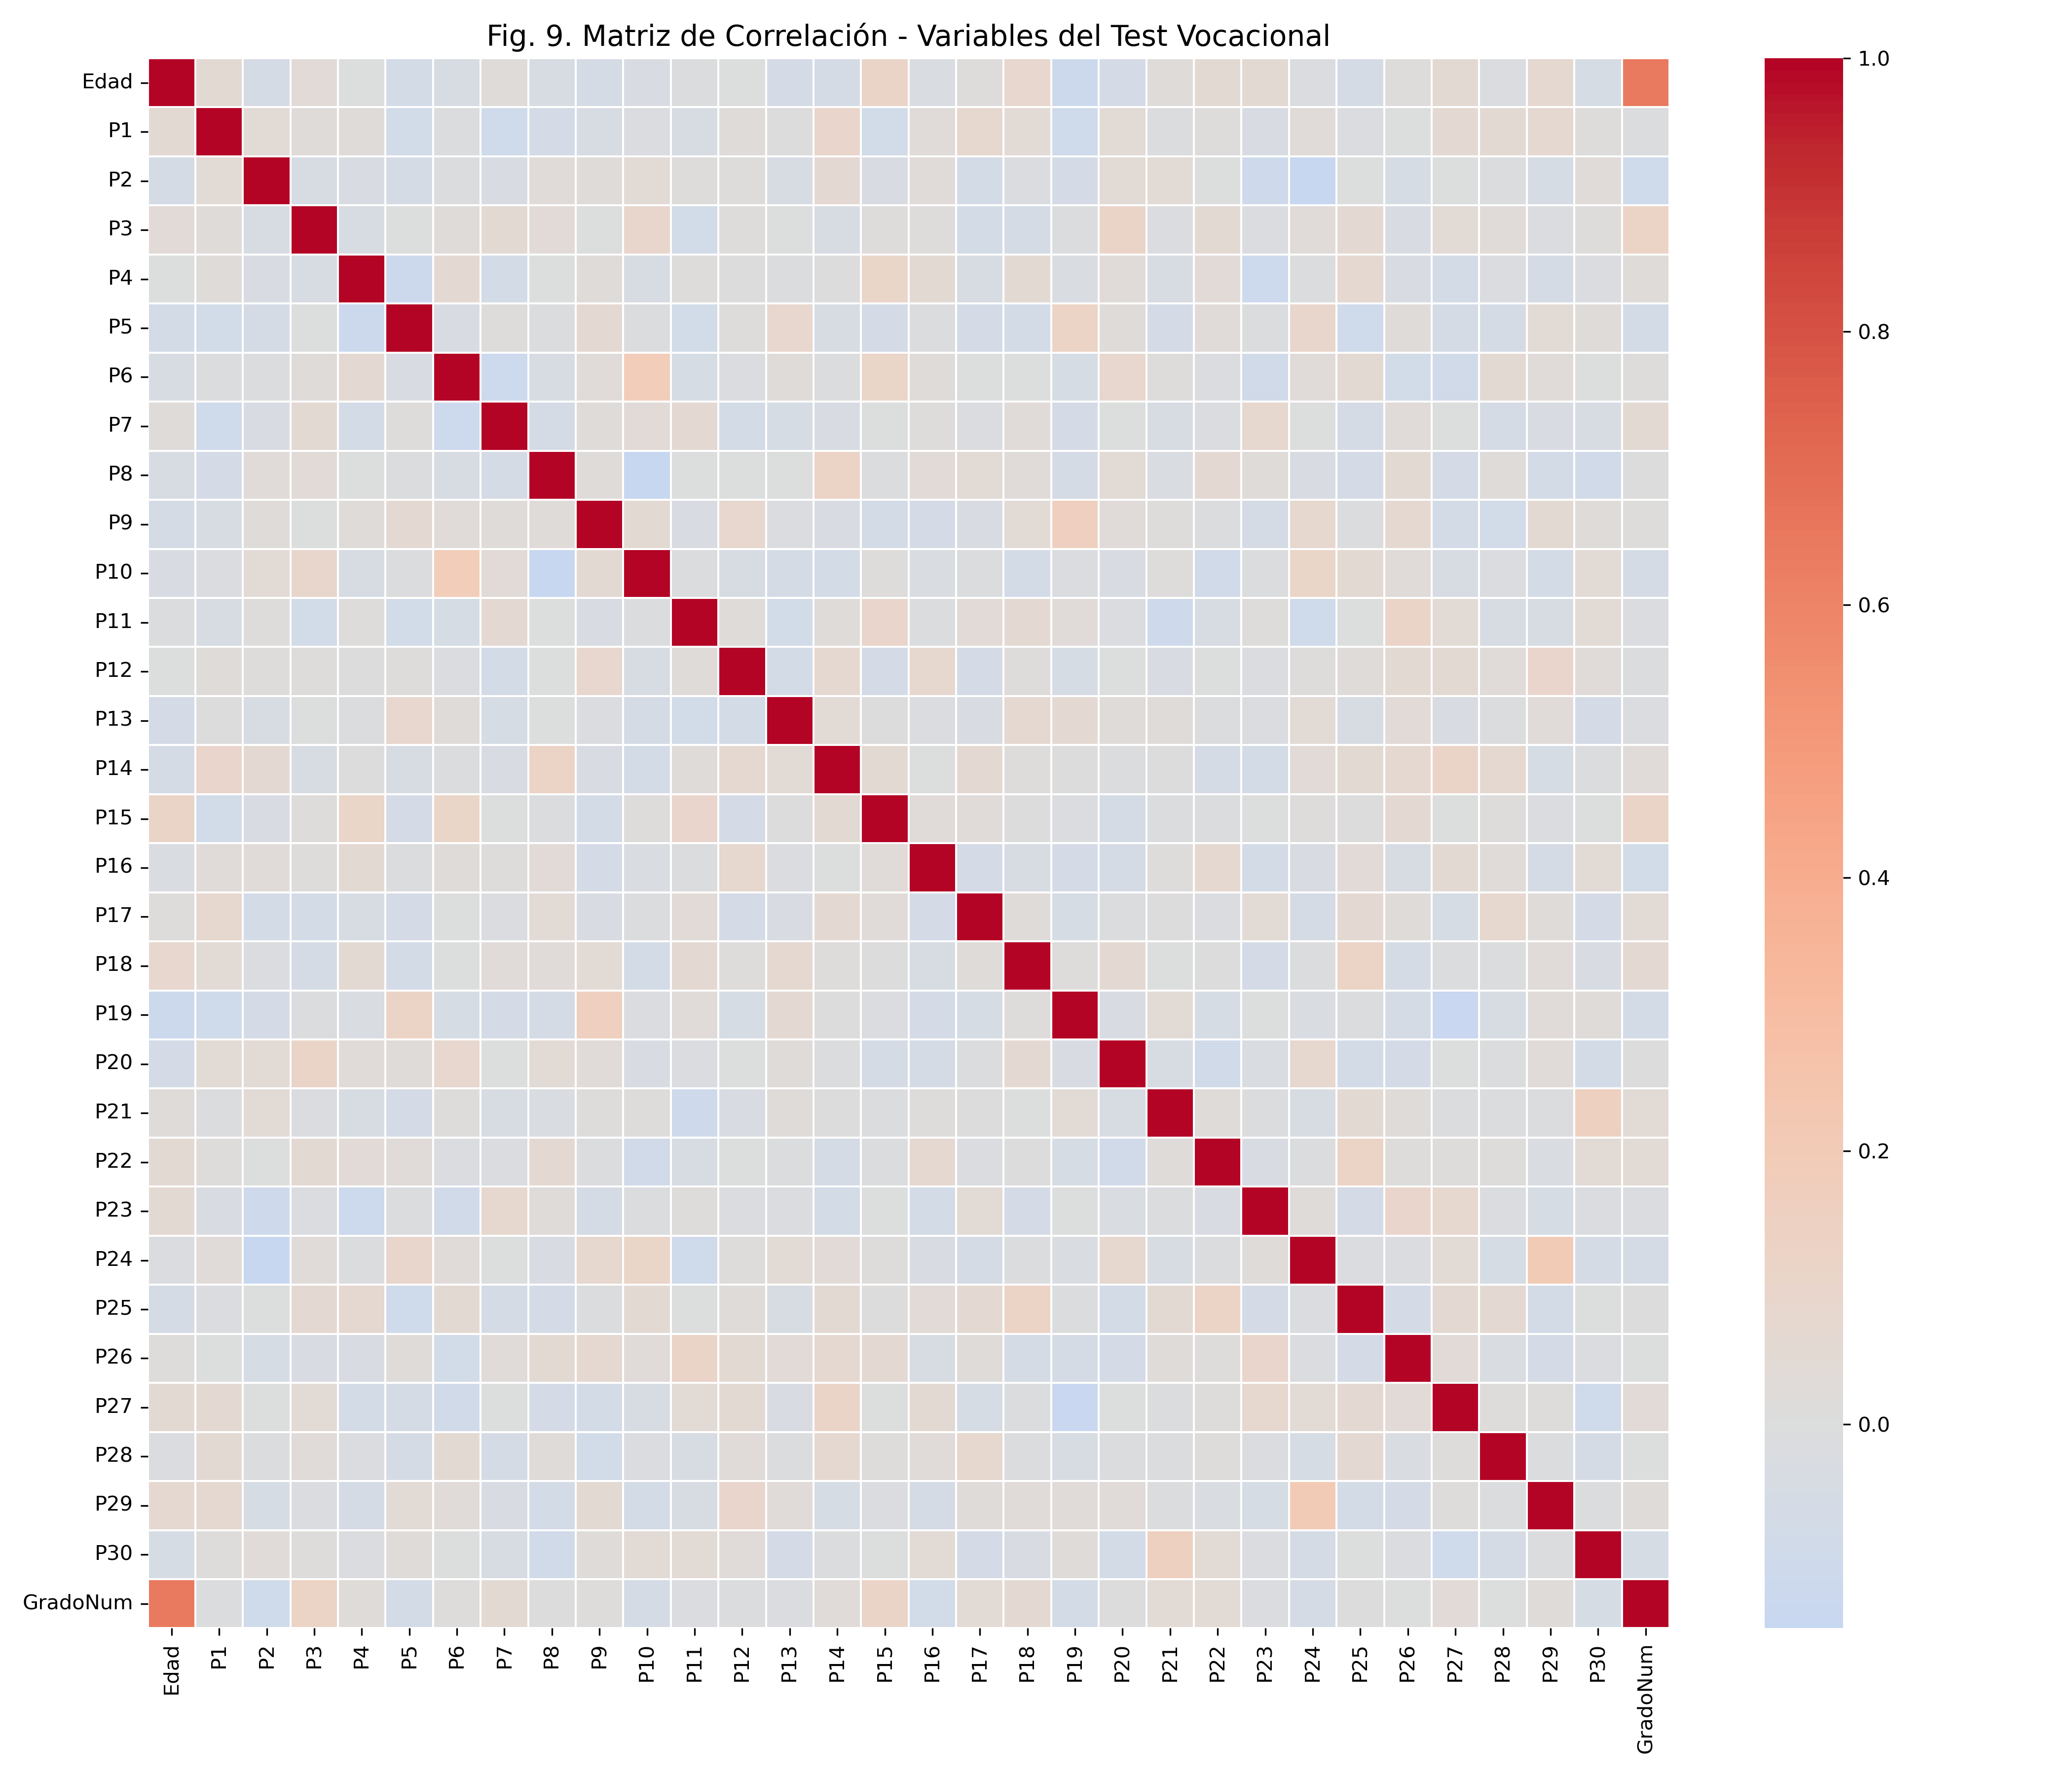 Fig. 9. Matriz de Correlación - Variables del Test Vocacional
Edad
P1
P2
P3
P4
P5
P6
P7
P8
P9
P10
P11
P12
P13
P14
P15
P16
P17
P18
P19
P20
P21
P22
P23
P24
P25
P26
P27
P28
P29
P30
GradoNum
Edad P1 P2 P3 P4 P5 P6 P7 P8 P9 P10 P11 P12 P13 P14 P15 P16 P17 P18 P19 P20 P21 P22 P23 P24 P25 P26 P27 P28 P29 P30 GradoNum
1.0
0.8
0.6
0.4
0.2
0.0